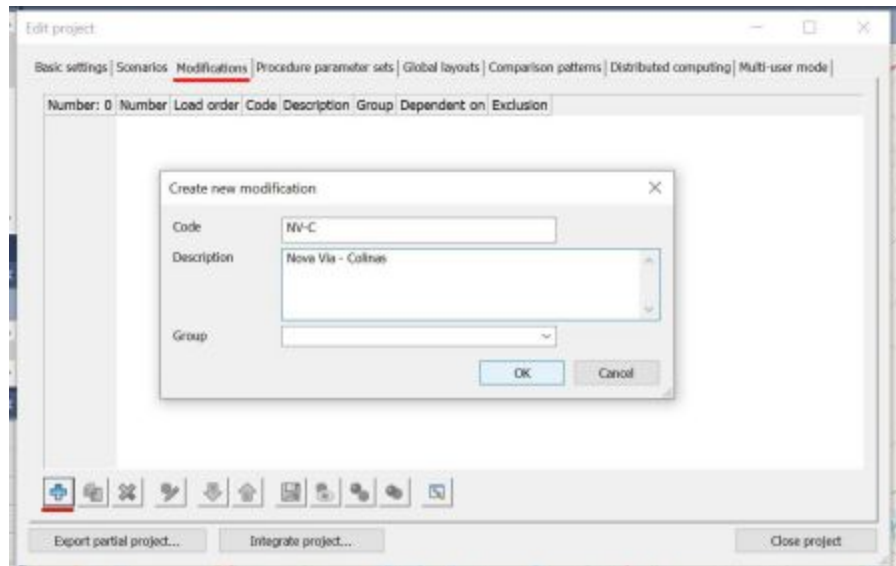 Edit project
Basic settings Scenarios Modifications Procedure parameter sets Global layouts Comparison patterns Distributed computing Multi-user mode
Number: 0 Number Load order Code Description Group Dependent on Exclusion
Create new modification
Code NV-C
Description Nova Via - Colinas
Group
OK Cancel
Export partial project... Integrate project... Close project